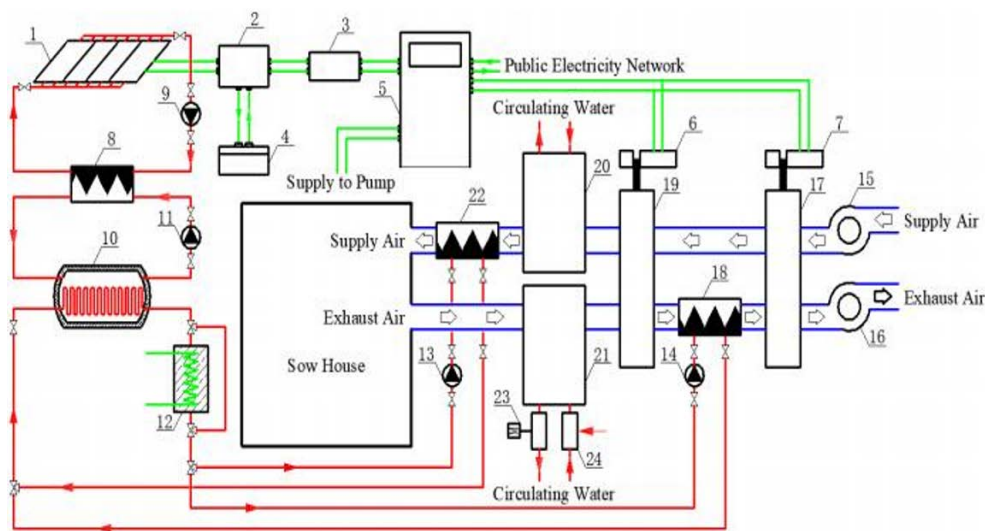 1
2
3
Public Electricity Network
5
Circulating Water
6
7
9
4
8
Supply to Pump
20
19
17
15
22
11
Supply Air
Supply Air
10
18
Exhaust Air
Exhaust Air
Sow House
13
21
14
16
12
23
24
Circulating Water